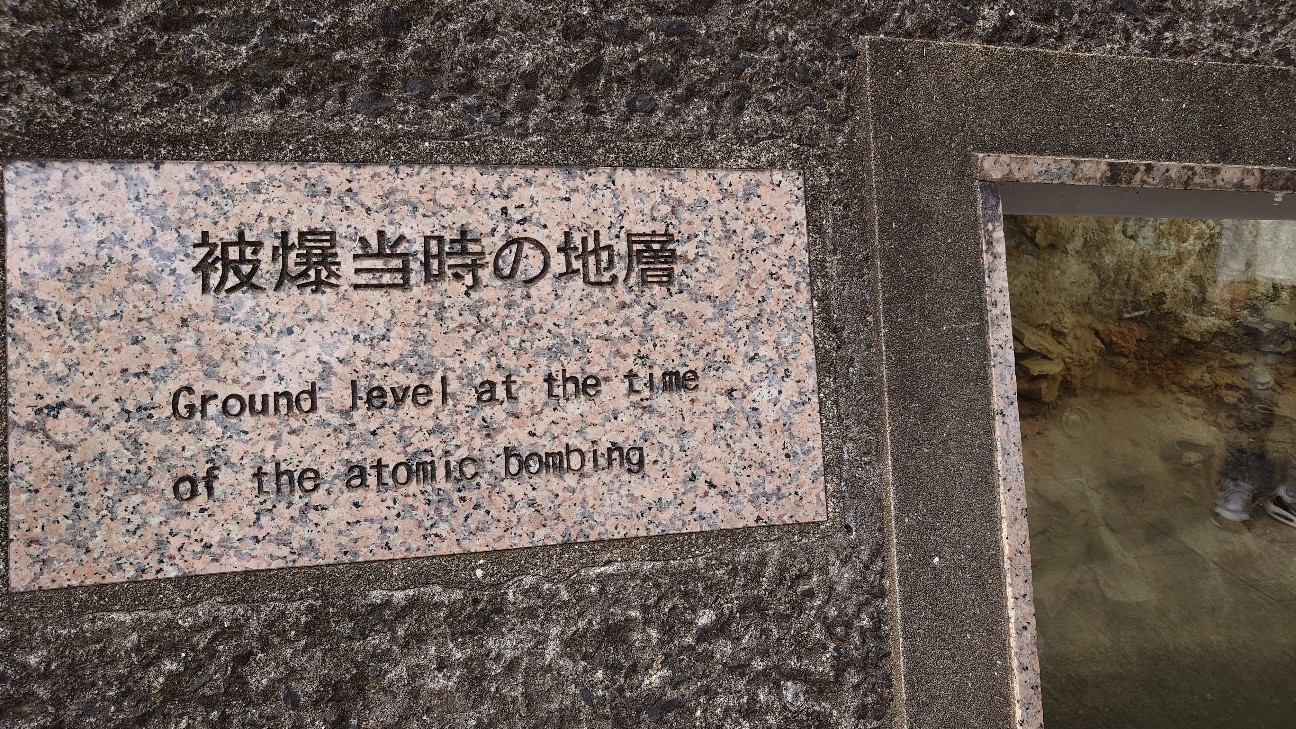 被爆当時の地層
Ground level at the time
of the atomic bombing.